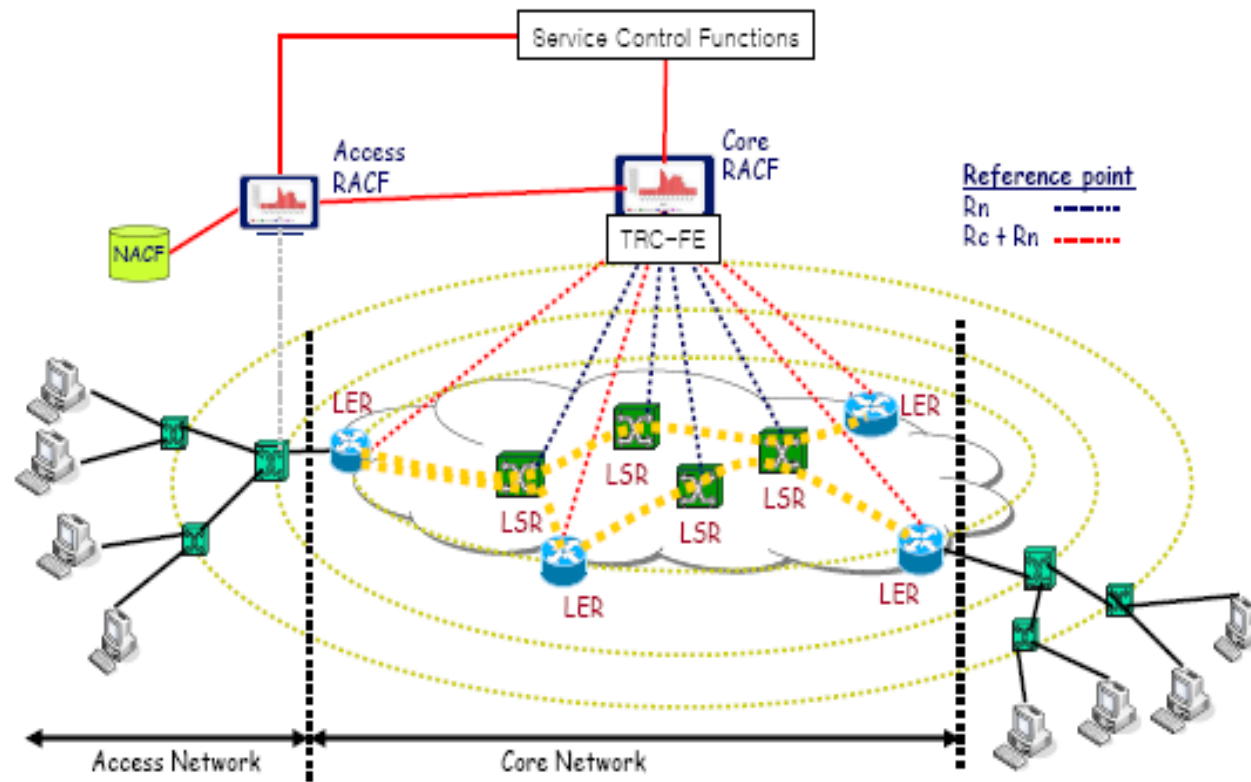 Service Control Functions
Access
RACF
Core
RACF
Reference point
Rn
Rc + Rn
NACF
TRC-FE
LER
LER
LSR
LSR
LSR
LSR
LER
LER
Access Network
Core Network